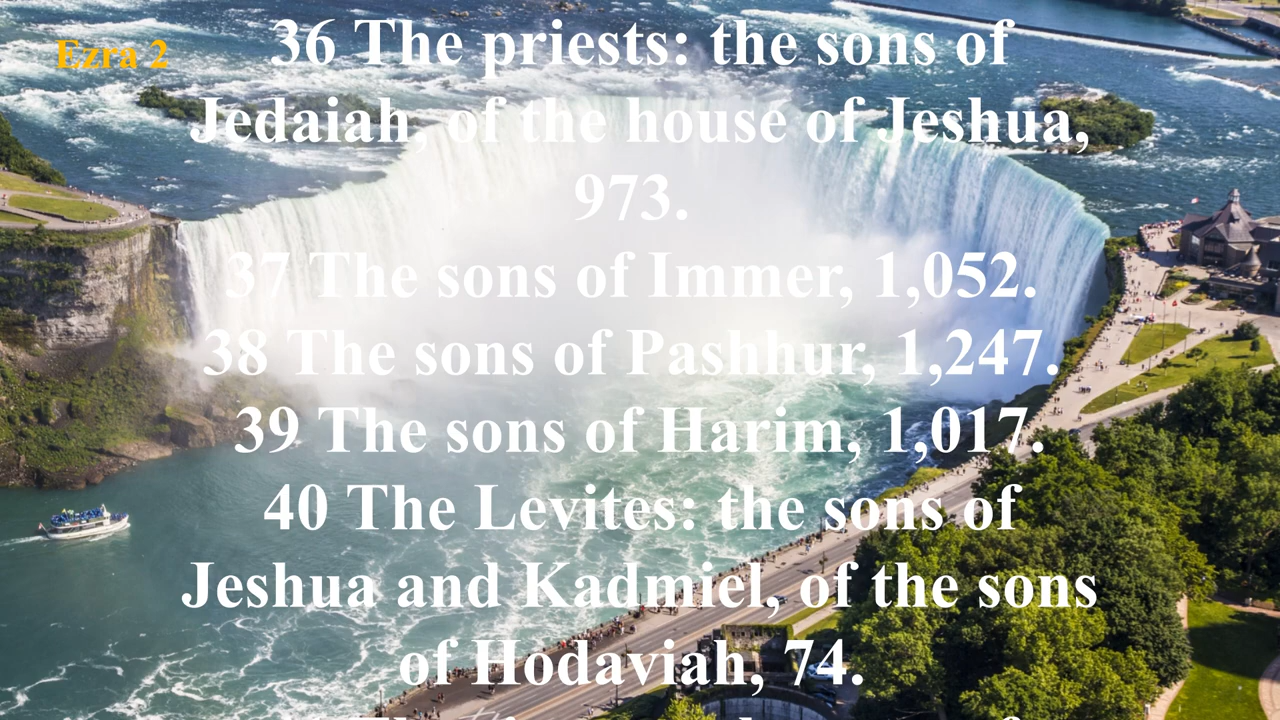 Ezra 2
36 The priests: the sons of
Jedaiah, of the house of Jeshua,
973.
37 The sons of Immer, 1,052.
38 The sons of Pashhur, 1,247.
39 The sons of Harim, 1,017.
40 The Levites: the sons of
Jeshua and Kadmiel, of the sons
of Hodaviah, 74.